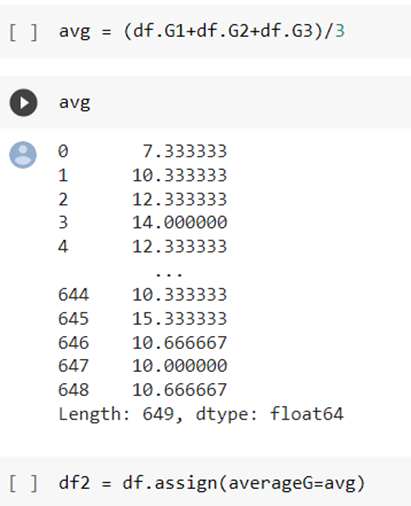 [ ] avg = (df.G1+df.G2+df.G3)/3
avg
0 7.333333
1 10.333333
2 12.333333
3 14.000000
4 12.333333
...
644 10.333333
645 15.333333
646 10.666667
647 10.000000
648 10.666667
Length: 649, dtype: float64
[ ] df2 = df.assign(averageG=avg)